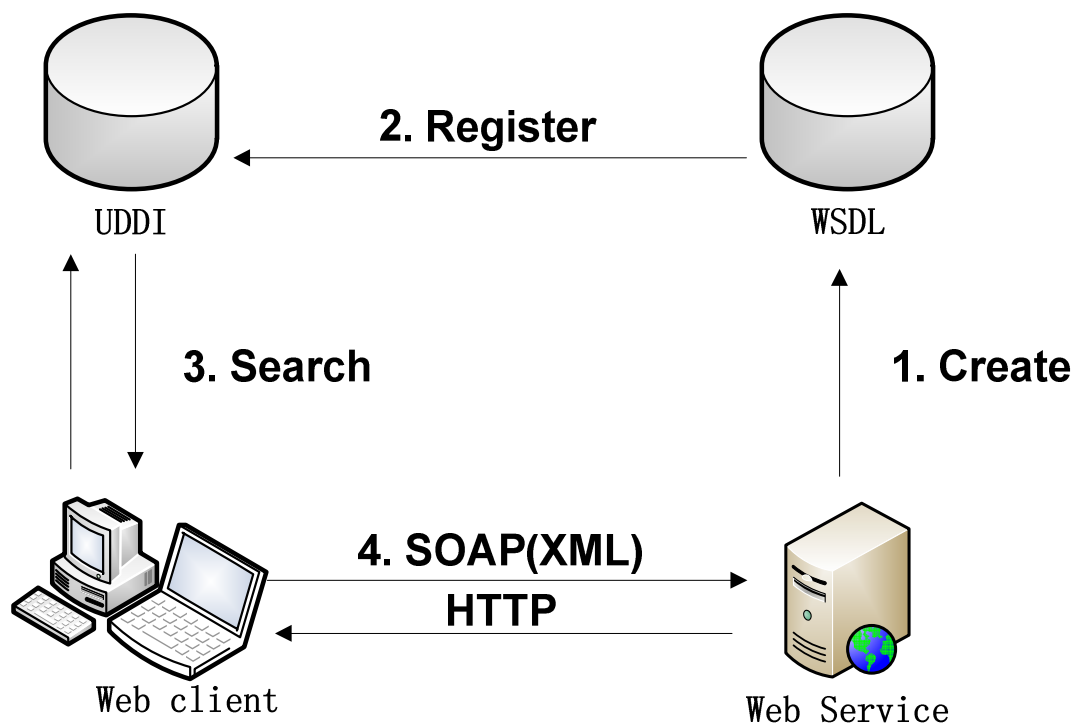 2. Register
UDDI
WSDL
3. Search
1. Create
4. SOAP(XML)
HTTP
Web client
Web Service